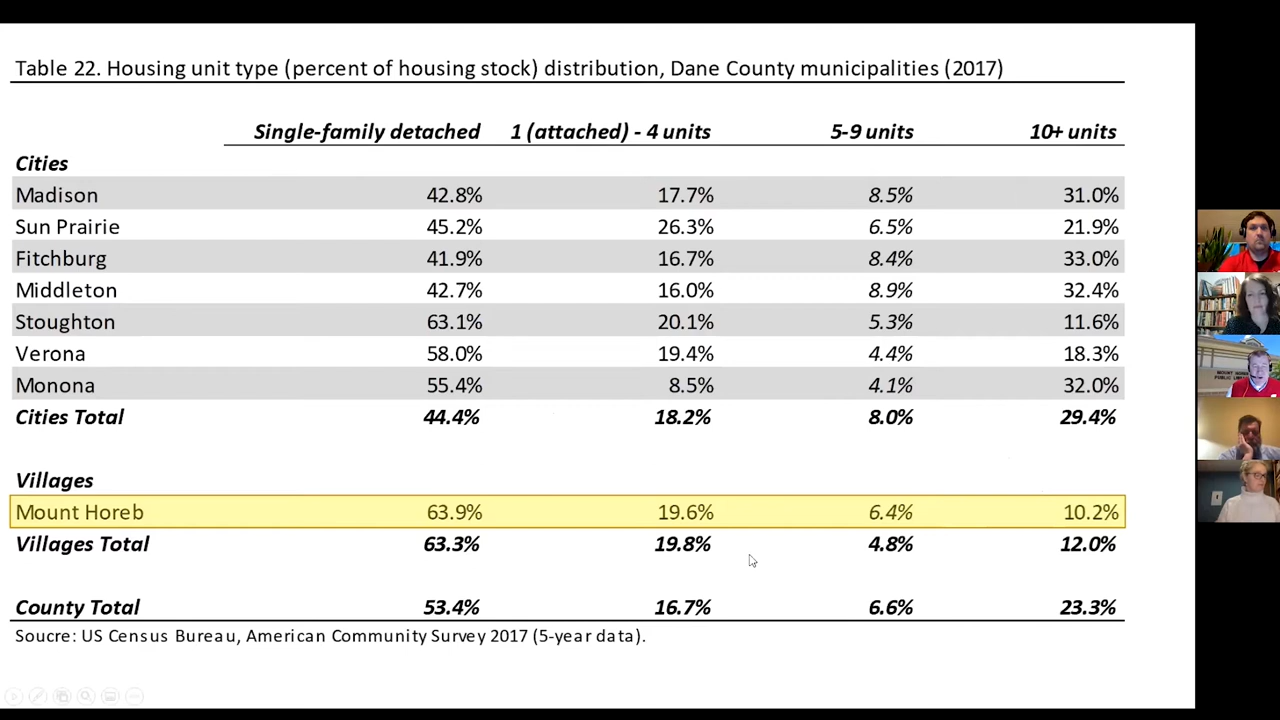 Table 22. Housing unit type (percent of housing stock) distribution, Dane County municipalities (2017)
Single-family detached 1 (attached) - 4 units 5-9 units 10+ units
Cities
Madison 42.8% 17.7% 8.5% 31.0%
Sun Prairie 45.2% 26.3% 6.5% 21.9%
Fitchburg 41.9% 16.7% 8.4% 33.0%
Middleton 42.7% 16.0% 8.9% 32.4%
Stoughton 63.1% 20.1% 5.3% 11.6%
Verona 58.0% 19.4% 4.4% 18.3%
Monona 55.4% 8.5% 4.1% 32.0%
Cities Total 44.4% 18.2% 8.0% 29.4%
Villages
Mount Horeb 63.9% 19.6% 6.4% 10.2%
Villages Total 63.3% 19.8% 4.8% 12.0%
County Total 53.4% 16.7% 6.6% 23.3%
Soucre: US Census Bureau, American Community Survey 2017 (5-year data).
PUBLIC